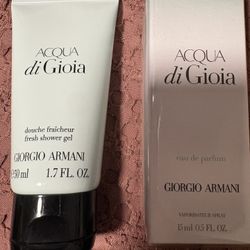 ACQUA
di Gioia
douche fraîcheur
fresh shower gel
GIORGIO ARMANI
e 50 ml 1.7 FL. OZ.
ACQUA
di Gioia
eau de parfum
GIORGIO ARMANI
VAPORISATEUR SPRAY
15 ml 0.5 FL. OZ.